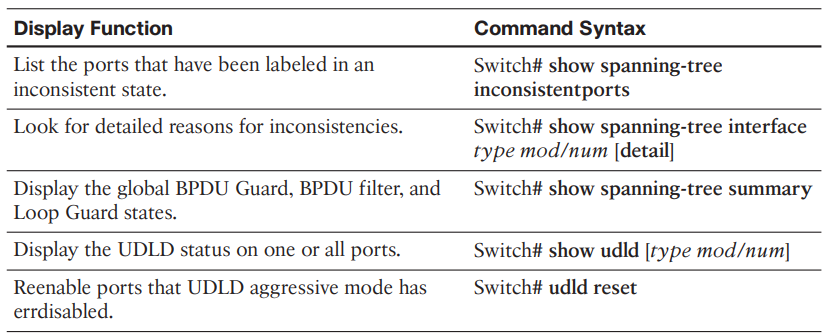 Display Function Command Syntax
List the ports that have been labeled in an Switch# show spanning-tree
inconsistent state. inconsistentports
Look for detailed reasons for inconsistencies. Switch# show spanning-tree interface
type mod/num [detail]
Display the global BPDU Guard, BPDU filter, and Switch# show spanning-tree summary
Loop Guard states.
Display the UDLD status on one or all ports. Switch# show udld [type mod/num]
Reenable ports that UDLD aggressive mode has Switch# udld reset
errdisabled.